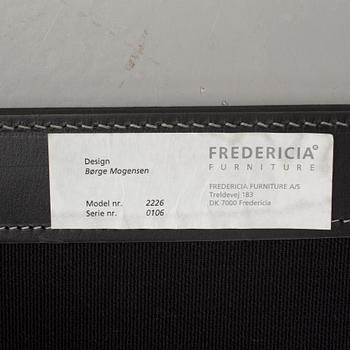 Design
Børge Mogensen
Model nr. 2226
Serie nr. 0106
FREDERICIA®
FURNITURE
FREDERICIA FURNITURE A/S
Treldevej 183
DK 7000 Fredericia